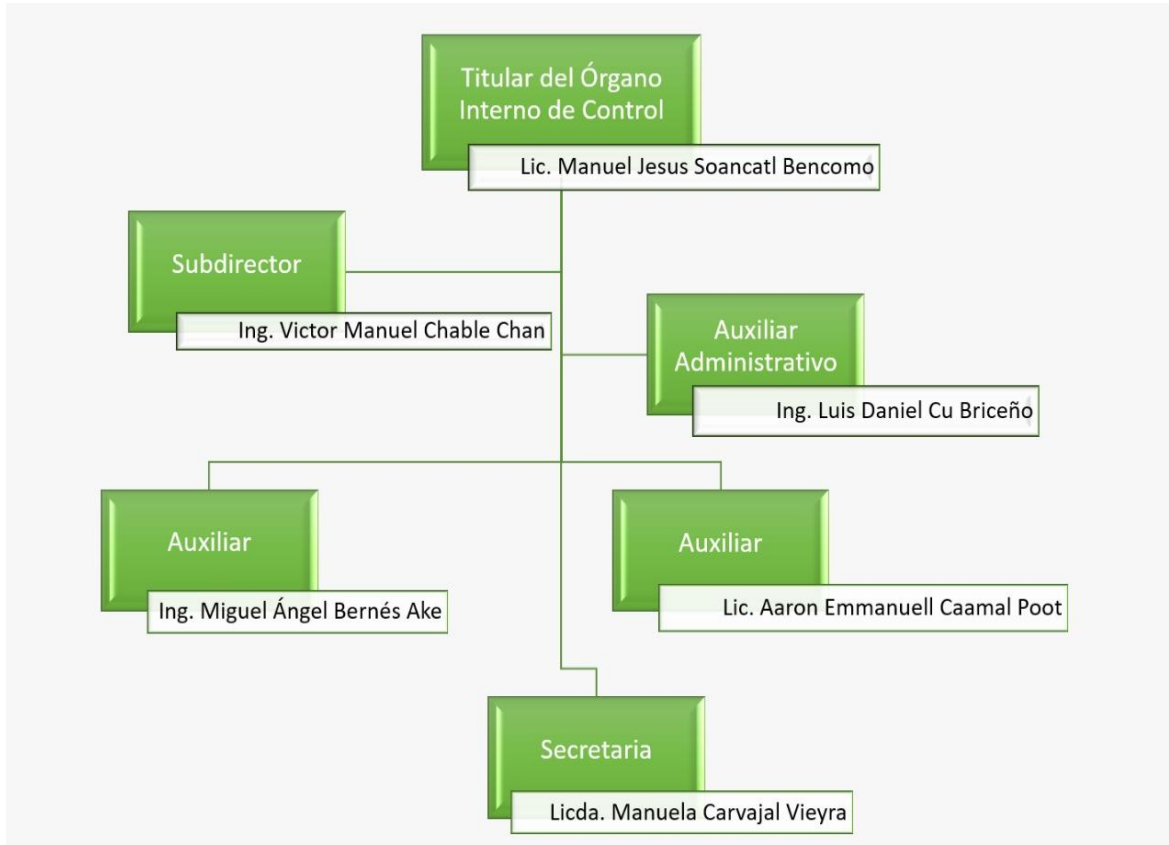 Titular del Órgano
Interno de Control
Lic. Manuel Jesus Soancatl Bencomo
Subdirector
Ing. Victor Manuel Chable Chan
Auxiliar
Administrativo
Ing. Luis Daniel Cu Briceño
Auxiliar
Ing. Miguel Ángel Bernés Ake
Auxiliar
Lic. Aaron Emmanuell Caamal Poot
Secretaria
Licda. Manuela Carvajal Vieyra